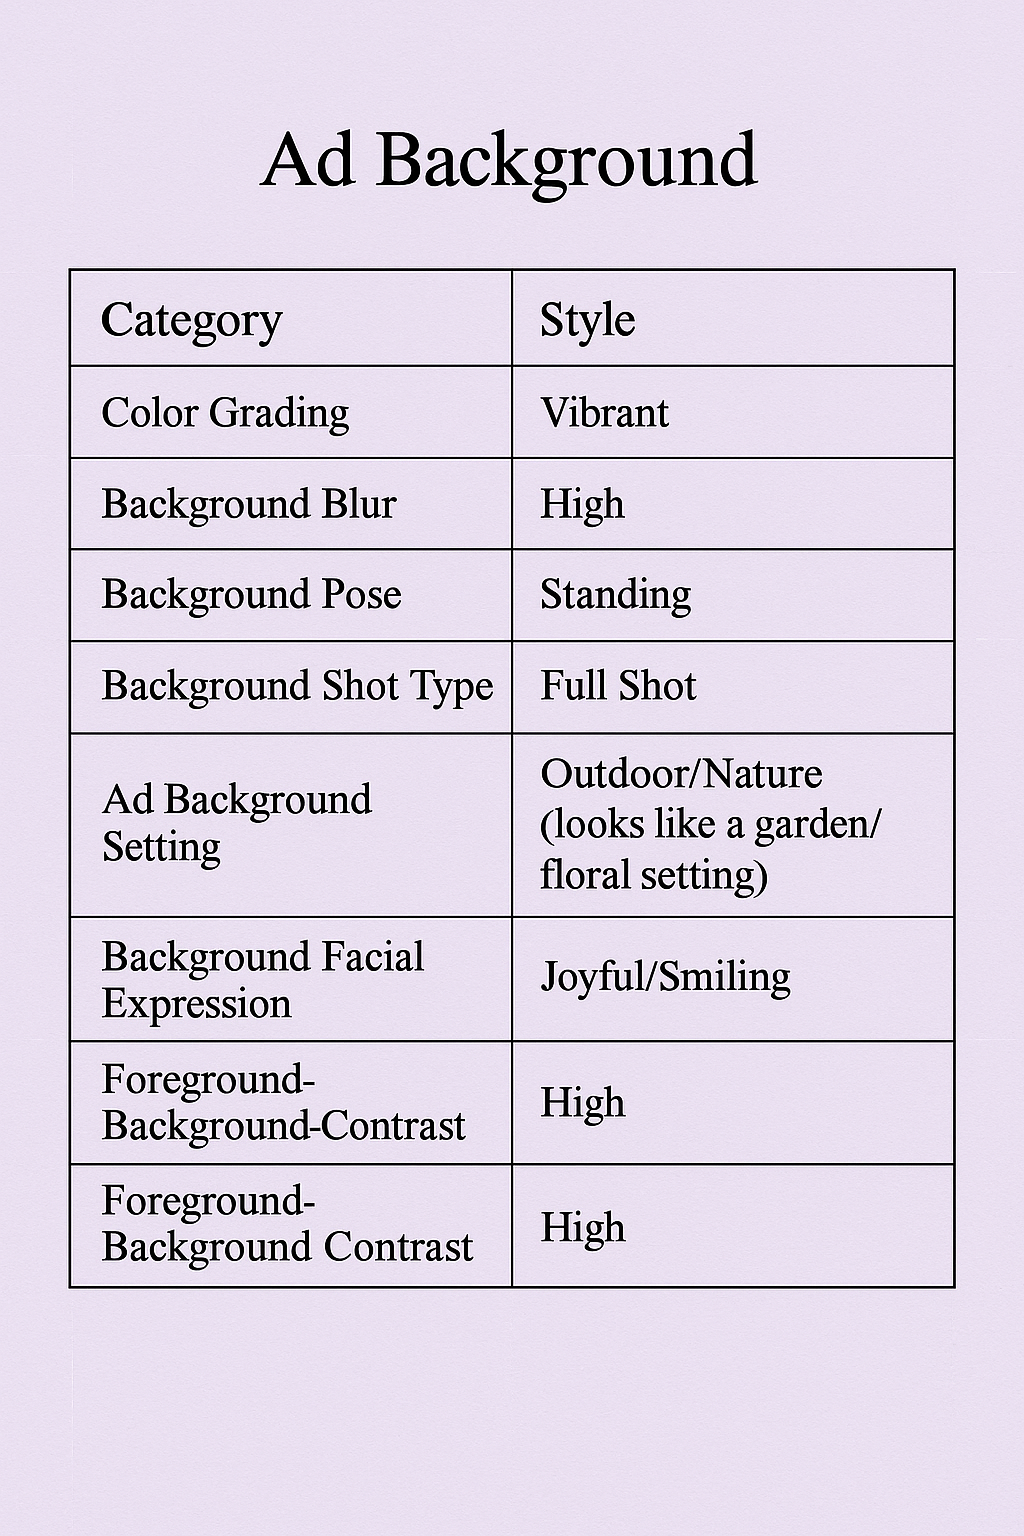 Ad Background
Category
Style
Color Grading
Vibrant
Background Blur
High
Background Pose
Standing
Background Shot Type
Full Shot
Ad Background
Setting
Outdoor/Nature
(looks like a garden/
floral setting)
Background Facial
Expression
Joyful/Smiling
Foreground-
Background-Contrast
High
Foreground-
Background Contrast
High